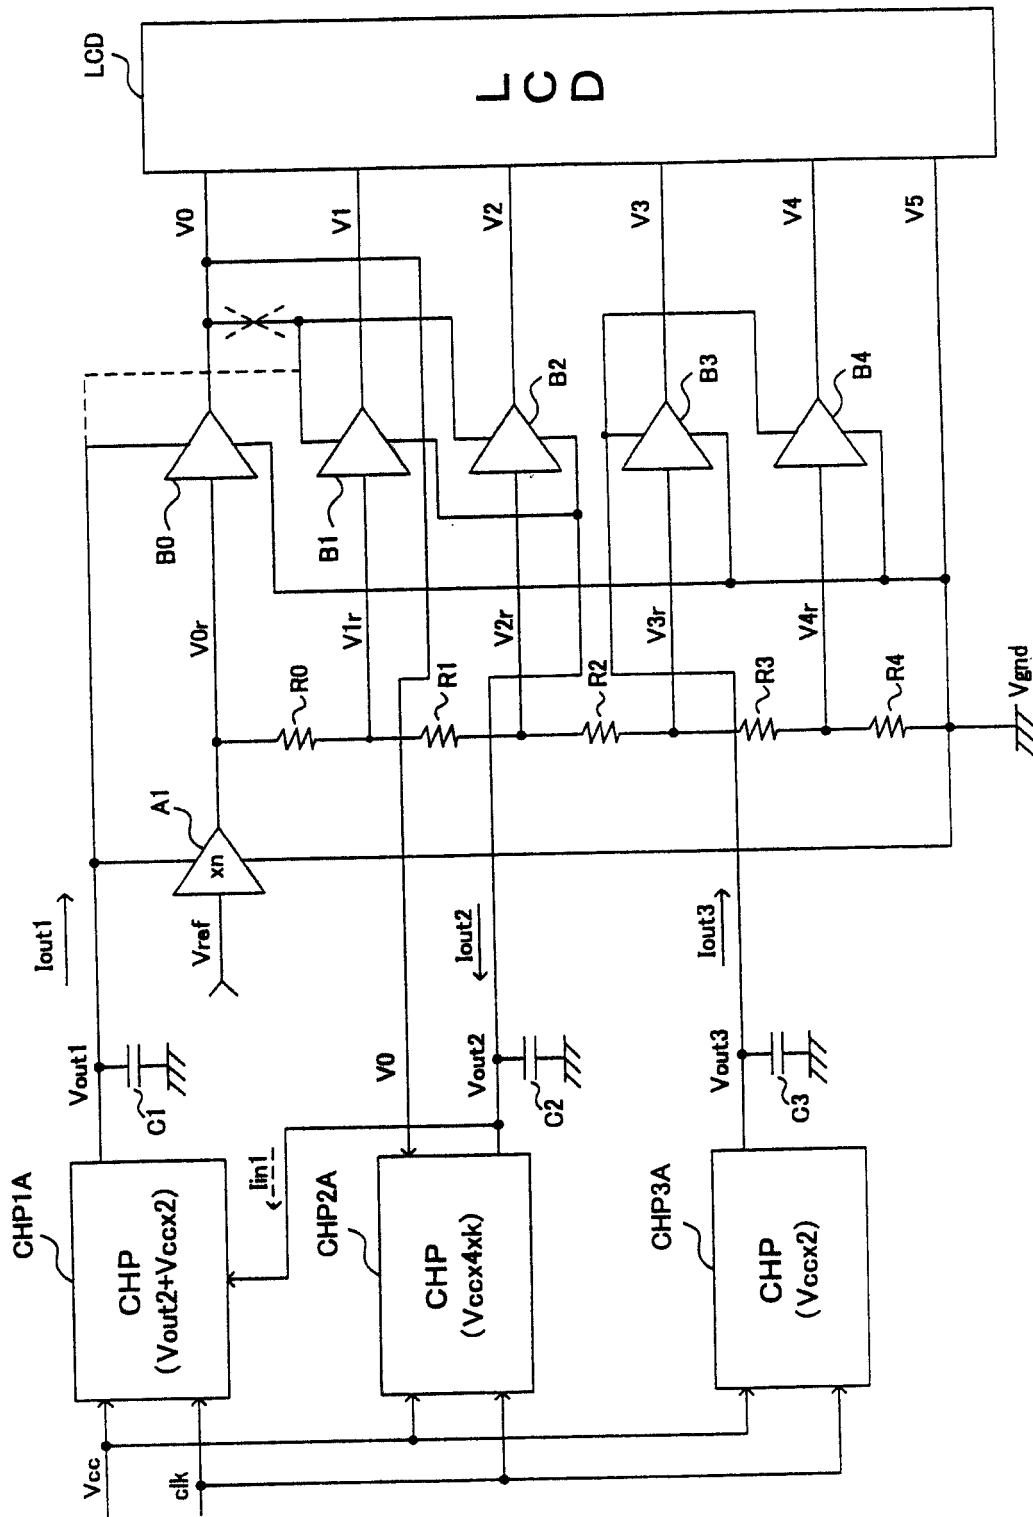 LCD
L C D
V0
V1
V2
V3
V4
V5
B0
B1
B2
B3
B4
V0r
V1r
V2r
V3r
V4r
R0
R1
R2
R3
R4
Vgnd
A1
xn
Vref
Iout1
Iout2
Iout3
Vout1
V0
Vout2
Vout3
C1
C2
C3
Iin1
CHP1A
CHP
(Vout2+Vccx2)
CHP2A
CHP
(Vccx4xk)
CHP3A
CHP
(Vccx2)
Vcc
clk